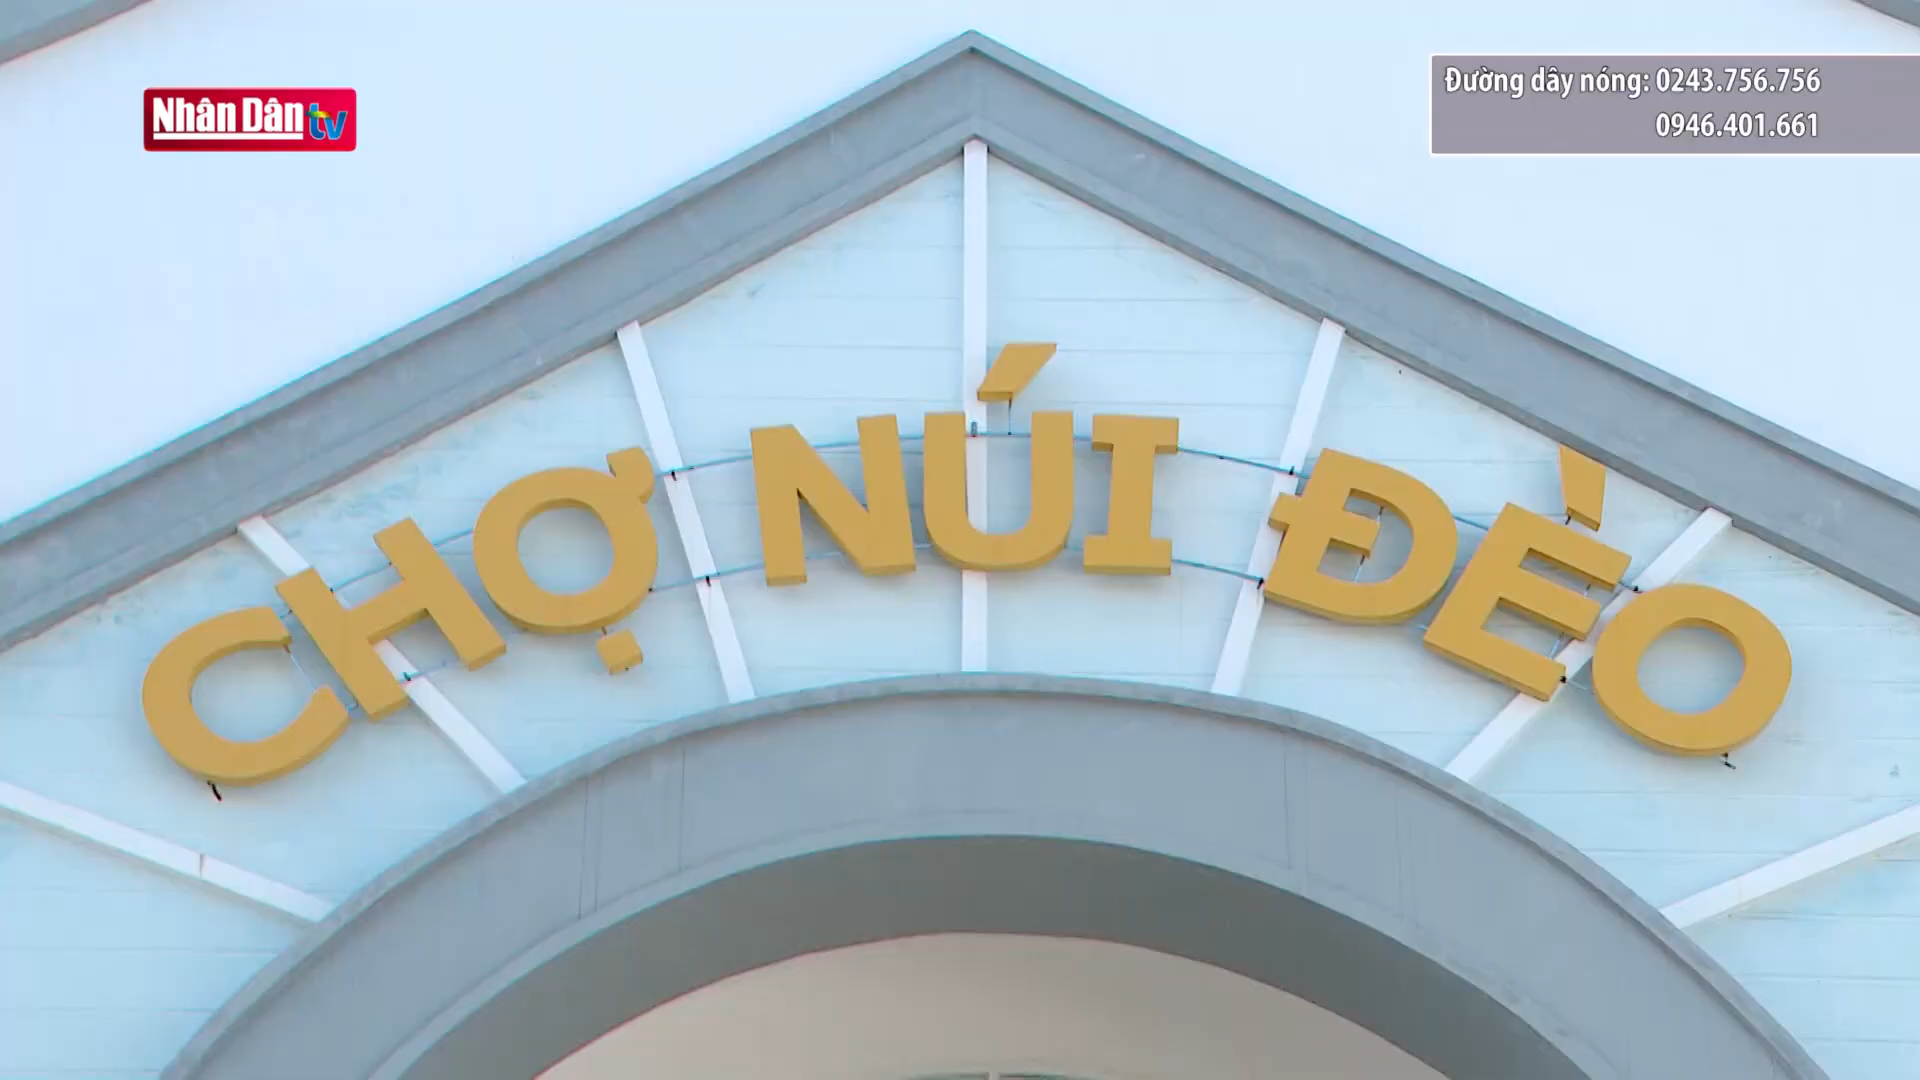 Nhân Dân tv
Đường dây nóng: 0243.756.756
0946.401.661
CHỢ NÚI ĐÈO